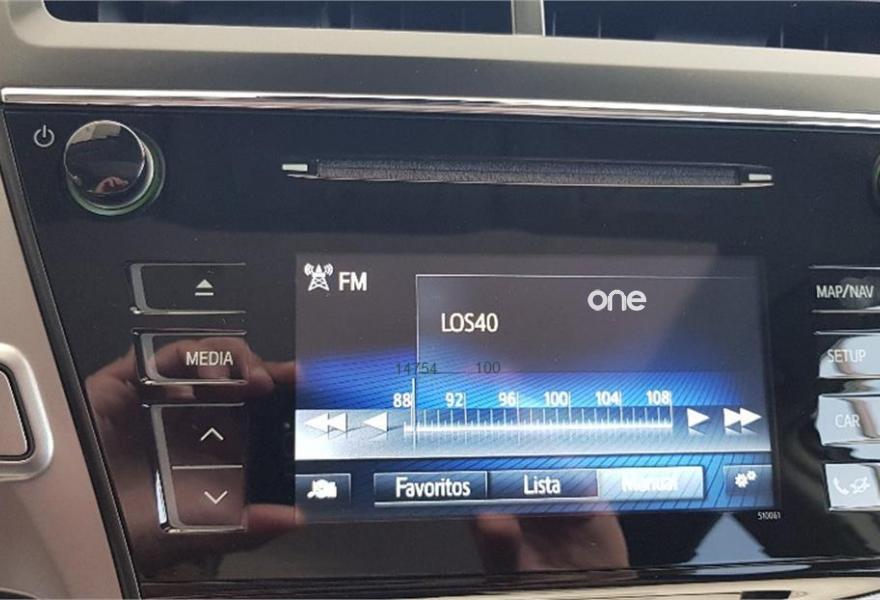 FM
one
MAP/NAV
LOS40
MEDIA
SETUP
14754 100
88 92 96 100 104 108
CAR
Favoritos Lista Manual
510061